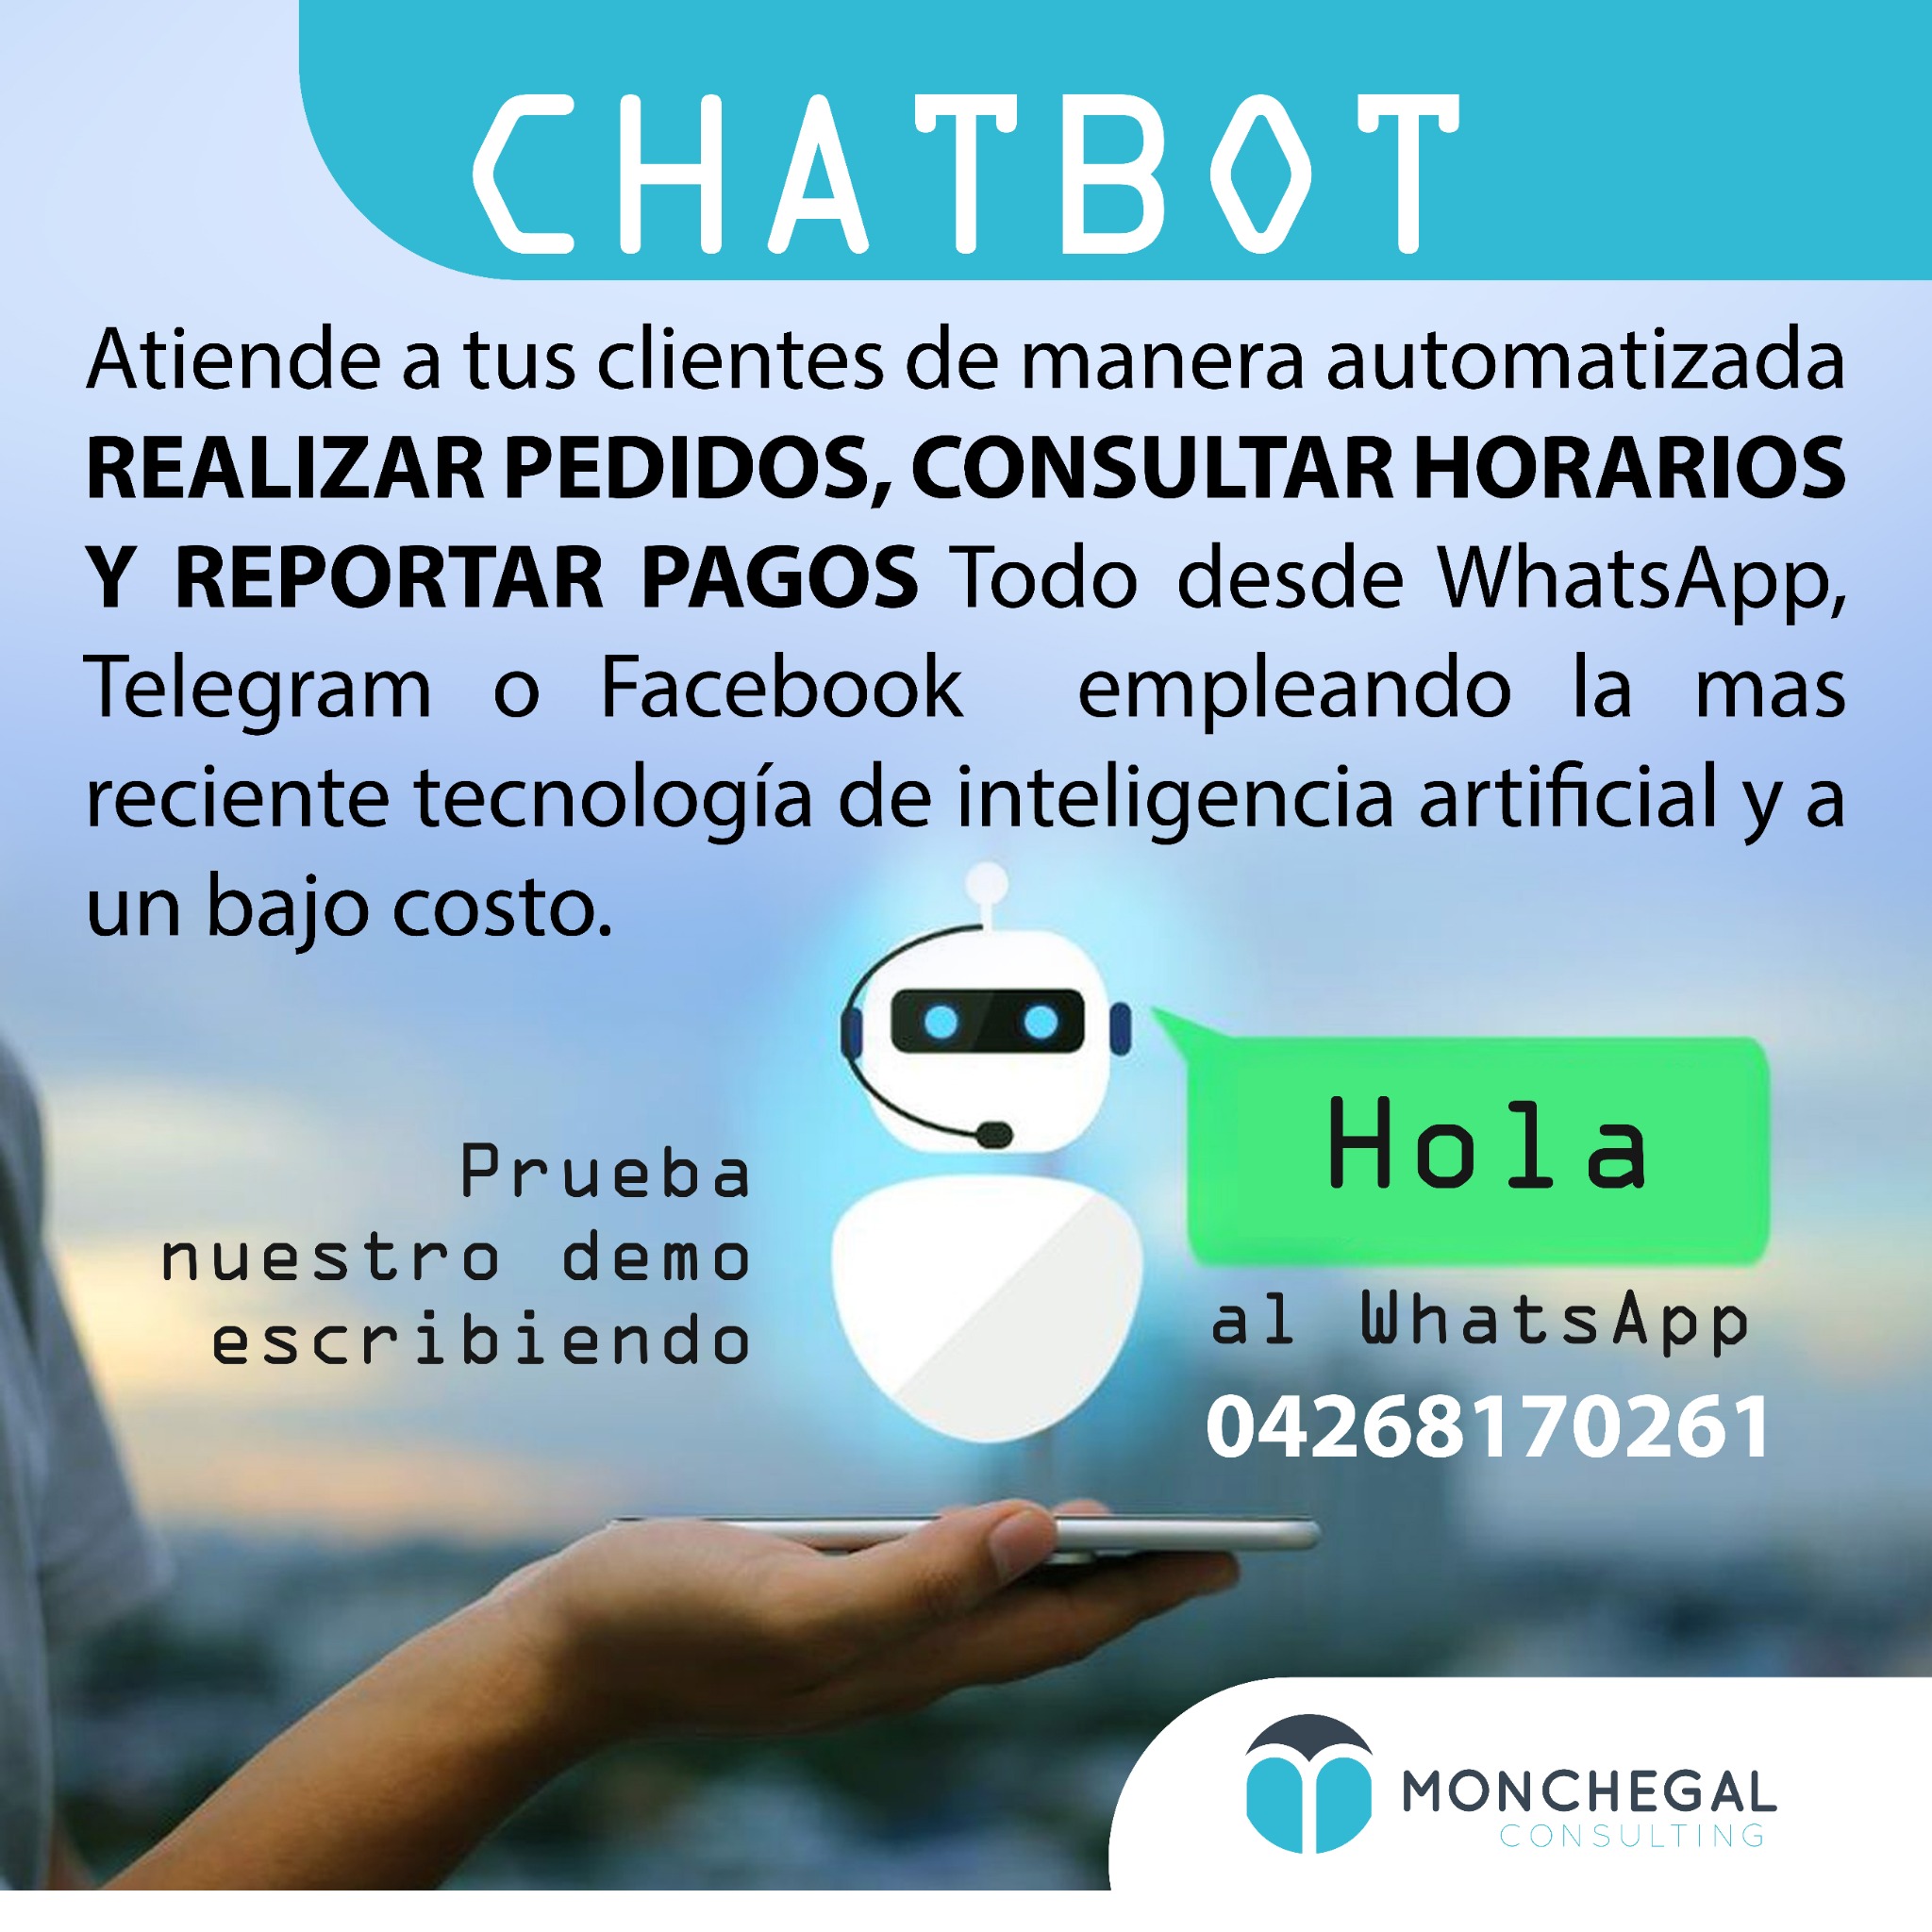 CHATBOT
Atiende a tus clientes de manera automatizada
REALIZAR PEDIDOS, CONSULTAR HORARIOS
Y REPORTAR PAGOS Todo desde WhatsApp,
Telegram o Facebook empleando la mas
reciente tecnología de inteligencia artificial y a
un bajo costo.
Prueba
nuestro demo
escribiendo
Hola
al WhatsApp
04268170261
MONCHEGAL
CONSULTING